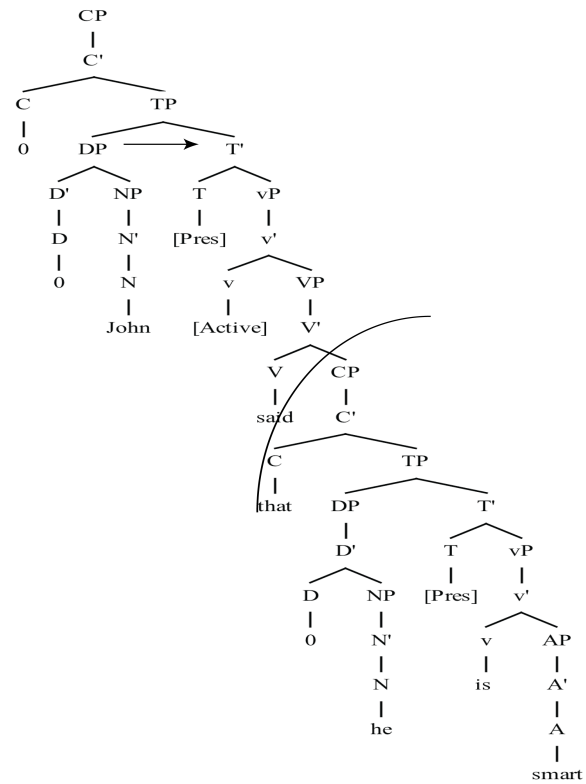 CP
C'
C TP
0 DP T'
D' NP T vP
D N' [Pres] v'
0 N v VP
John [Active] V'
V CP
said C'
C TP
that DP T'
D' T vP
D NP [Pres] v'
0 N' v AP
N is A'
he A
smart